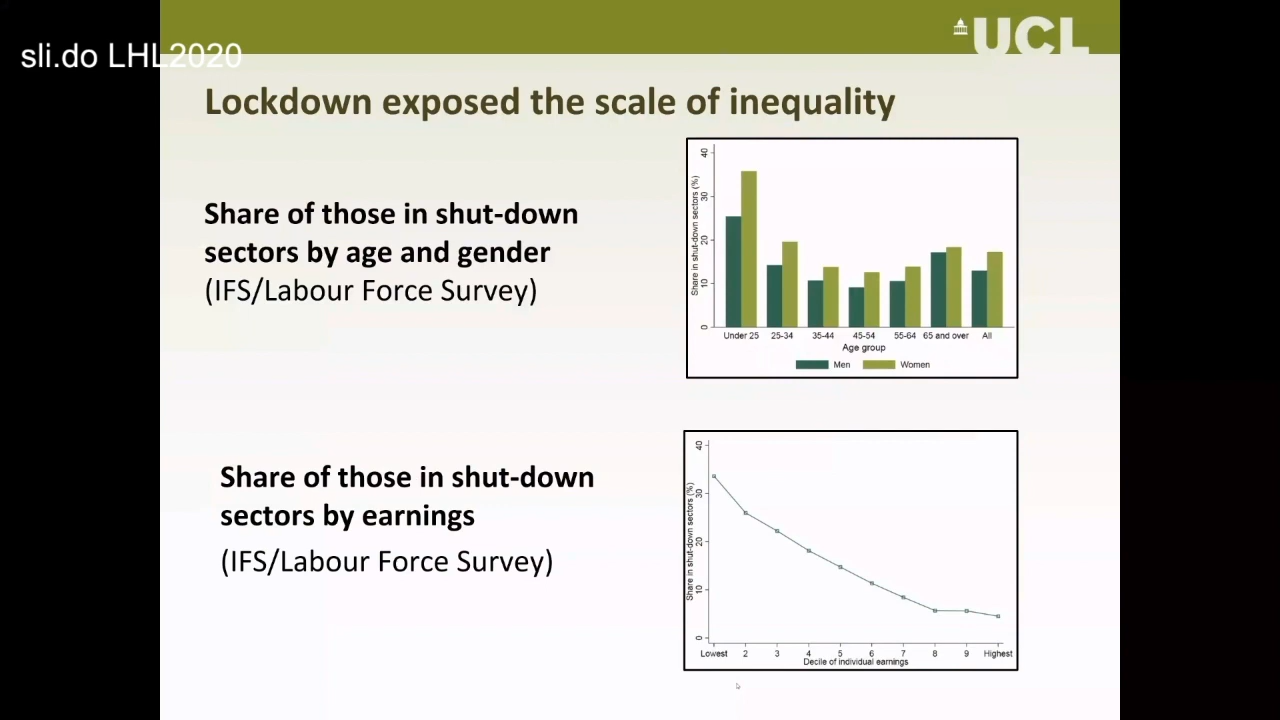 UCL
sli.do LHL2020
Lockdown exposed the scale of inequality
Share of those in shut-down
sectors by age and gender
(IFS/Labour Force Survey)
Share in shut-down sectors (%)
40
30
20
10
0
Under 25 25-34 35-44 45-54 55-64 65 and over All
Age group
Men Women
Share of those in shut-down
sectors by earnings
(IFS/Labour Force Survey)
Share in shut-down sectors (%)
40
30
20
10
0
Lowest 2 3 4 5 6 7 8 9 Highest
Decile of individual earnings